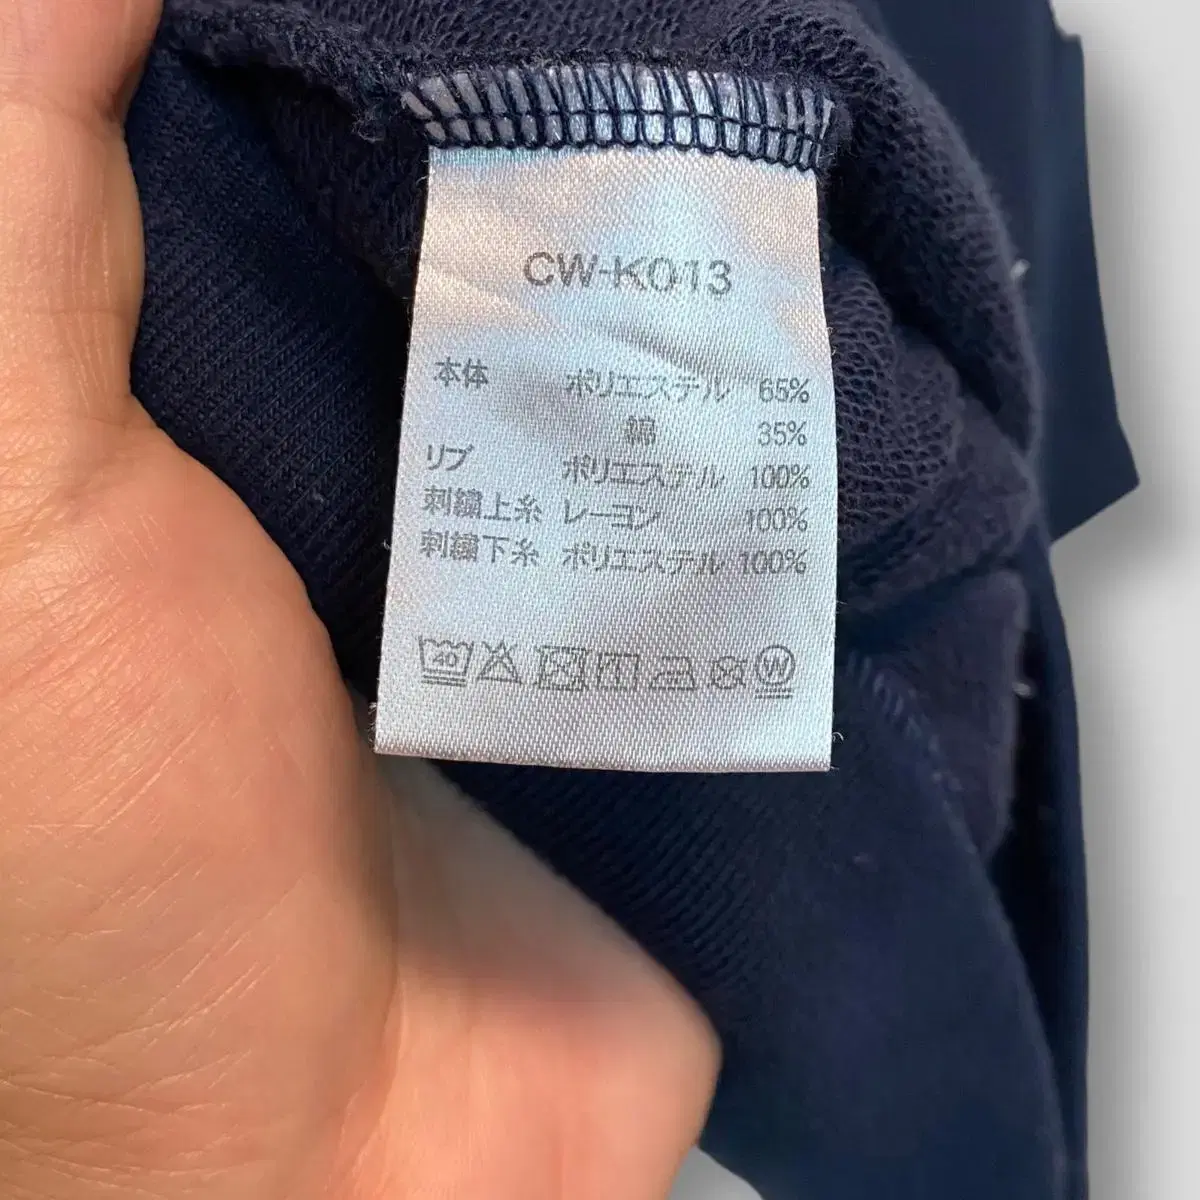 CW-K013
本体 ポリエステル 65%
綿 35%
リブ ポリエステル 100%
刺繍上糸 レーヨン 100%
刺繍下糸 ポリエステル 100%
40
W